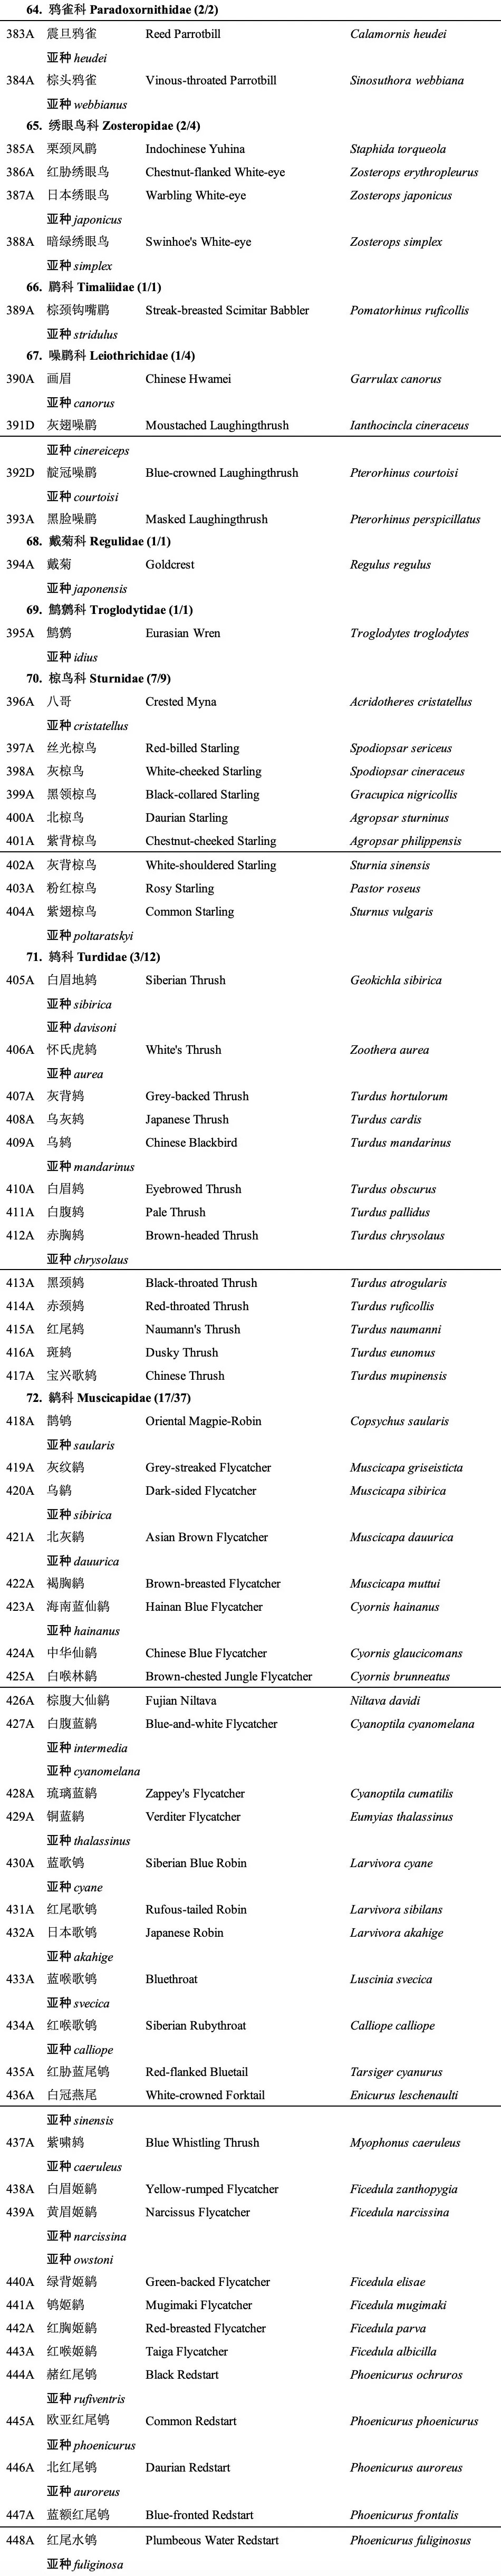 64. 鸦雀科 Paradoxornithidae (2/2)
383A 震旦鸦雀 Reed Parrotbill Calamornis heudei
亚种 heudei
384A 棕头鸦雀 Vinous-throated Parrotbill Sinosuthora webbiana
亚种 webbianus
65. 绣眼鸟科 Zosteropidae (2/4)
385A 栗颈凤鹛 Indochinese Yuhina Staphida torqueola
386A 红胁绣眼鸟 Chestnut-flanked White-eye Zosterops erythropleurus
387A 日本绣眼鸟 Warbling White-eye Zosterops japonicus
亚种 japonicus
388A 暗绿绣眼鸟 Swinhoe's White-eye Zosterops simplex
亚种 simplex
66. 鹛科 Timaliidae (1/1)
389A 棕颈钩嘴鹛 Streak-breasted Scimitar Babbler Pomatorhinus ruficollis
亚种 stridulus
67. 噪鹛科 Leiothrichidae (1/4)
390A 画眉 Chinese Hwamei Garrulax canorus
亚种 canorus
391D 灰翅噪鹛 Moustached Laughingthrush Ianthocincla cineraceus
亚种 cinereiceps
392D 靛冠噪鹛 Blue-crowned Laughingthrush Pterorhinus courtoisi
亚种 courtoisi
393A 黑脸噪鹛 Masked Laughingthrush Pterorhinus perspicillatus
68. 戴菊科 Regulidae (1/1)
394A 戴菊 Goldcrest Regulus regulus
亚种 japonensis
69. 鹪鹩科 Troglodytidae (1/1)
395A 鹪鹩 Eurasian Wren Troglodytes troglodytes
亚种 idius
70. 椋鸟科 Sturnidae (7/9)
396A 八哥 Crested Myna Acridotheres cristatellus
亚种 cristatellus
397A 丝光椋鸟 Red-billed Starling Spodiopsar sericeus
398A 灰椋鸟 White-cheeked Starling Spodiopsar cineraceus
399A 黑领椋鸟 Black-collared Starling Gracupica nigricollis
400A 北椋鸟 Daurian Starling Agropsar sturninus
401A 紫背椋鸟 Chestnut-cheeked Starling Agropsar philippensis
402A 灰背椋鸟 White-shouldered Starling Sturnia sinensis
403A 粉红椋鸟 Rosy Starling Pastor roseus
404A 紫翅椋鸟 Common Starling Sturnus vulgaris
亚种 poltaratskyi
71. 鸫科 Turdidae (3/12)
405A 白眉地鸫 Siberian Thrush Geokichla sibirica
亚种 sibirica
亚种 davisoni
406A 怀氏虎鸫 White's Thrush Zoothera aurea
亚种 aurea
407A 灰背鸫 Grey-backed Thrush Turdus hortulorum
408A 乌灰鸫 Japanese Thrush Turdus cardis
409A 乌鸫 Chinese Blackbird Turdus mandarinus
亚种 mandarinus
410A 白眉鸫 Eyebrowed Thrush Turdus obscurus
411A 白腹鸫 Pale Thrush Turdus pallidus
412A 赤胸鸫 Brown-headed Thrush Turdus chrysolaus
亚种 chrysolaus
413A 黑颈鸫 Black-throated Thrush Turdus atrogularis
414A 赤颈鸫 Red-throated Thrush Turdus ruficollis
415A 红尾鸫 Naumann's Thrush Turdus naumanni
416A 斑鸫 Dusky Thrush Turdus eunomus
417A 宝兴歌鸫 Chinese Thrush Turdus mupinensis
72. 鹟科 Muscicapidae (17/37)
418A 鹊鸲 Oriental Magpie-Robin Copsychus saularis
亚种 saularis
419A 灰纹鹟 Grey-streaked Flycatcher Muscicapa griseisticta
420A 乌鹟 Dark-sided Flycatcher Muscicapa sibirica
亚种 sibirica
421A 北灰鹟 Asian Brown Flycatcher Muscicapa dauurica
亚种 dauurica
422A 褐胸鹟 Brown-breasted Flycatcher Muscicapa muttui
423A 海南蓝仙鹟 Hainan Blue Flycatcher Cyornis hainanus
亚种 hainanus
424A 中华仙鹟 Chinese Blue Flycatcher Cyornis glaucicomans
425A 白喉林鹟 Brown-chested Jungle Flycatcher Cyornis brunneatus
426A 棕腹大仙鹟 Fujian Niltava Niltava davidi
427A 白腹蓝鹟 Blue-and-white Flycatcher Cyanoptila cyanomelana
亚种 intermedia
亚种 cyanomelana
428A 琉璃蓝鹟 Zappey's Flycatcher Cyanoptila cumatilis
429A 铜蓝鹟 Verditer Flycatcher Eumyias thalassinus
亚种 thalassinus
430A 蓝歌鸲 Siberian Blue Robin Larvivora cyane
亚种 cyane
431A 红尾歌鸲 Rufous-tailed Robin Larvivora sibilans
432A 日本歌鸲 Japanese Robin Larvivora akahige
亚种 akahige
433A 蓝喉歌鸲 Bluethroat Luscinia svecica
亚种 svecica
434A 红喉歌鸲 Siberian Rubythroat Calliope calliope
亚种 calliope
435A 红胁蓝尾鸲 Red-flanked Bluetail Tarsiger cyanurus
436A 白冠燕尾 White-crowned Forktail Enicurus leschenaulti
亚种 sinensis
437A 紫啸鸫 Blue Whistling Thrush Myophonus caeruleus
亚种 caeruleus
438A 白眉姬鹟 Yellow-rumped Flycatcher Ficedula zanthopygia
439A 黄眉姬鹟 Narcissus Flycatcher Ficedula narcissina
亚种 narcissina
亚种 owstoni
440A 绿背姬鹟 Green-backed Flycatcher Ficedula elisae
441A 鸲姬鹟 Mugimaki Flycatcher Ficedula mugimaki
442A 红胸姬鹟 Red-breasted Flycatcher Ficedula parva
443A 红喉姬鹟 Taiga Flycatcher Ficedula albicilla
444A 赭红尾鸲 Black Redstart Phoenicurus ochruros
亚种 rufiventris
445A 欧亚红尾鸲 Common Redstart Phoenicurus phoenicurus
亚种 phoenicurus
446A 北红尾鸲 Daurian Redstart Phoenicurus auroreus
亚种 auroreus
447A 蓝额红尾鸲 Blue-fronted Redstart Phoenicurus frontalis
448A 红尾水鸲 Plumbeous Water Redstart Phoenicurus fuliginosus
亚种 fuliginosa